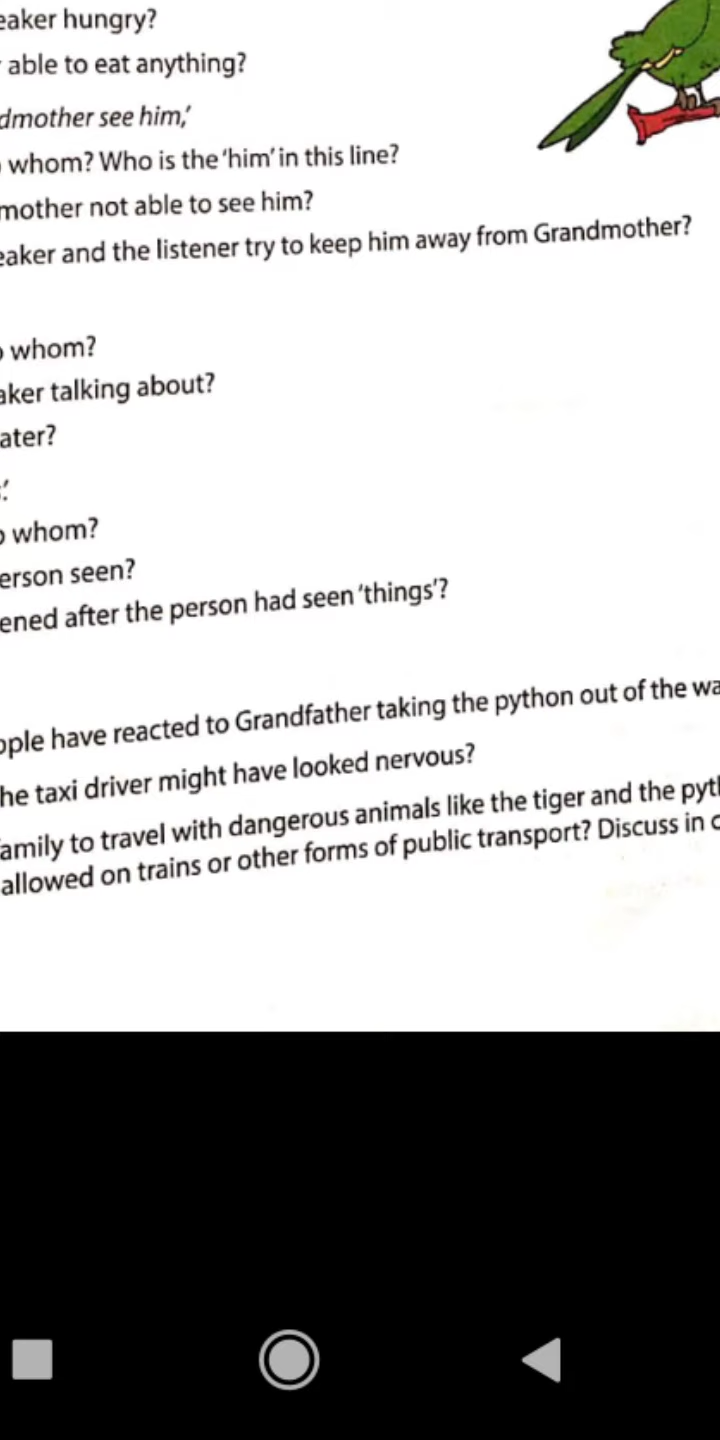 eaker hungry?
able to eat anything?
dmother see him,'
whom? Who is the 'him' in this line?
mother not able to see him?
eaker and the listener try to keep him away from Grandmother?
whom?
aker talking about?
ater?
whom?
erson seen?
ened after the person had seen 'things'?
ople have reacted to Grandfather taking the python out of the wa
he taxi driver might have looked nervous?
amily to travel with dangerous animals like the tiger and the pyth
allowed on trains or other forms of public transport? Discuss in c